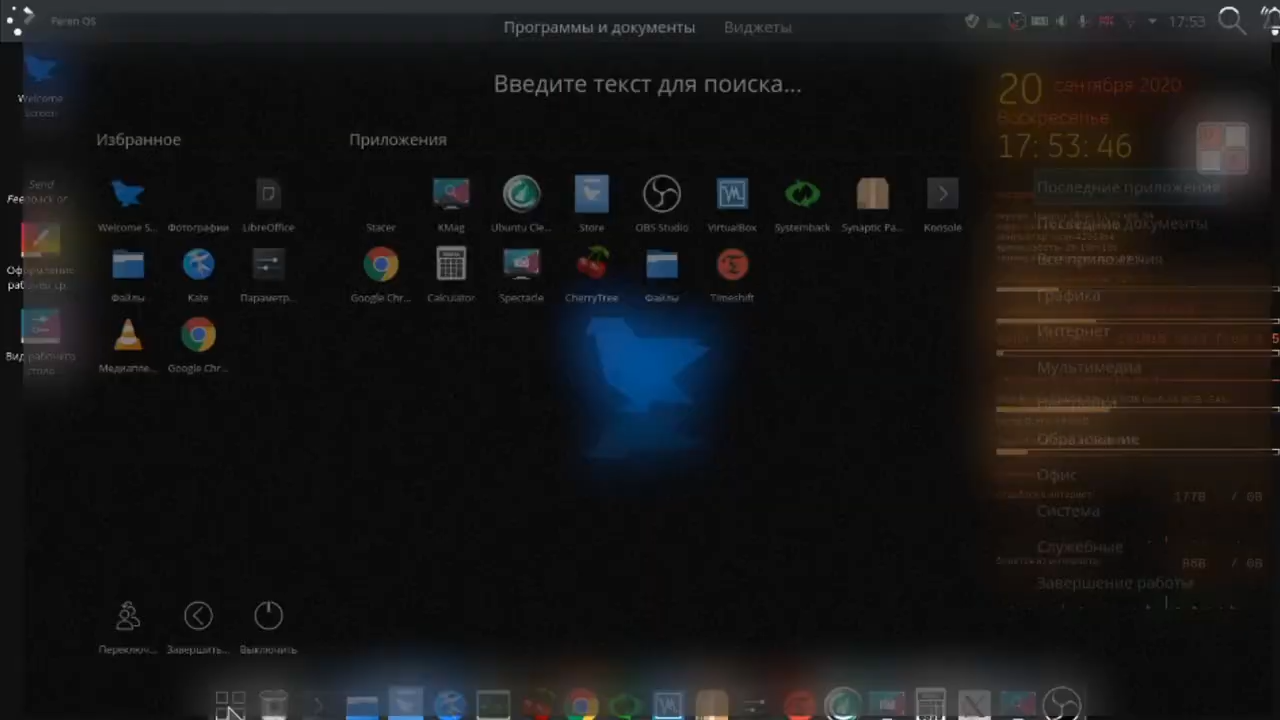 Peren OS
Программы и документы
Виджеты
17:53
Welcome
Screen
Введите текст для поиска...
20 сентября 2020
Воскресенье
17: 53: 46
Избранное
Приложения
Send
Оформление
Welcome S...
Фотографии
LibreOffice
Stacer
KMag
Ubuntu Cle...
Store
OBS Studio
VirtualBox
Systemback
Synaptic Pa...
Konsole
Файлы
Kate
Параметр...
Google Chr...
Calculator
Spectacle
CherryTree
Файлы
Timeshift
Медиапле...
Google Chr...
Последние приложения
Последние документы
Все приложения
Графика
Интернет
Мультимедиа
Образование
Офис
Система
Служебные
Завершение работы
Переключ...
Завершить...
Выключить